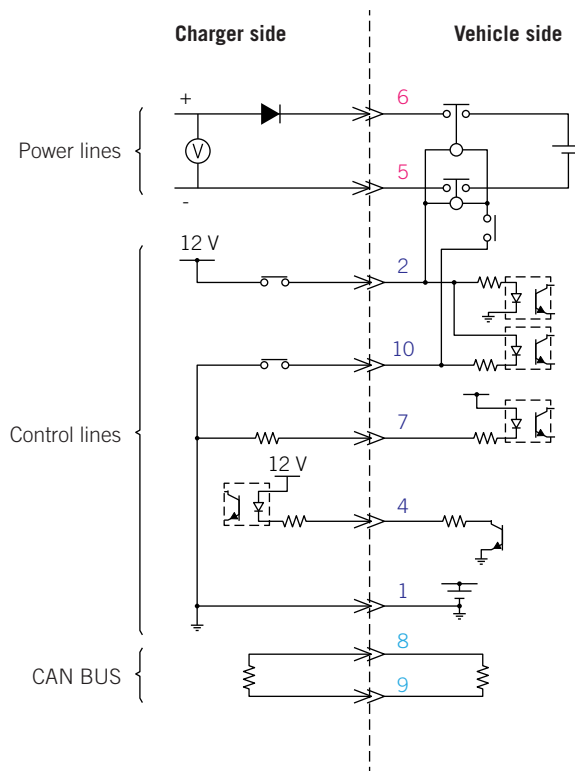 Charger side Vehicle side
+ 6
Power lines V
5
-
12 V
2
10
Control lines 7
12 V
4
1
8
CAN BUS
9